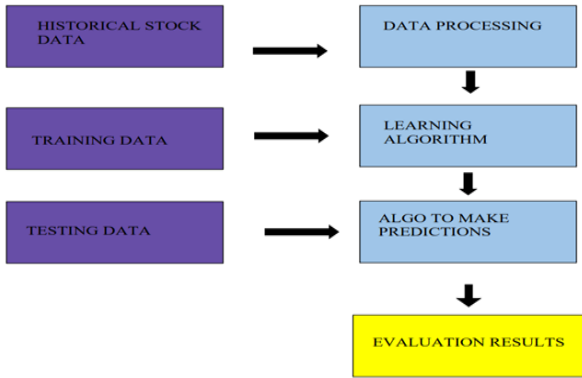 HISTORICAL STOCK
DATA
DATA PROCESSING
TRAINING DATA
LEARNING
ALGORITHM
TESTING DATA
ALGO TO MAKE
PREDICTIONS
EVALUATION RESULTS